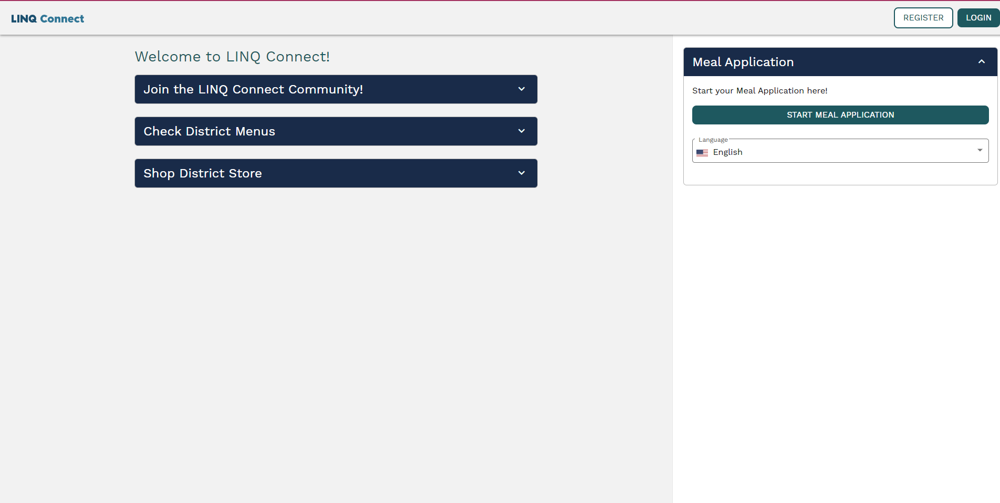 LINQ Connect
REGISTER
LOGIN
Welcome to LINQ Connect!
Join the LINQ Connect Community!
Check District Menus
Shop District Store
Meal Application
Start your Meal Application here!
START MEAL APPLICATION
Language
English